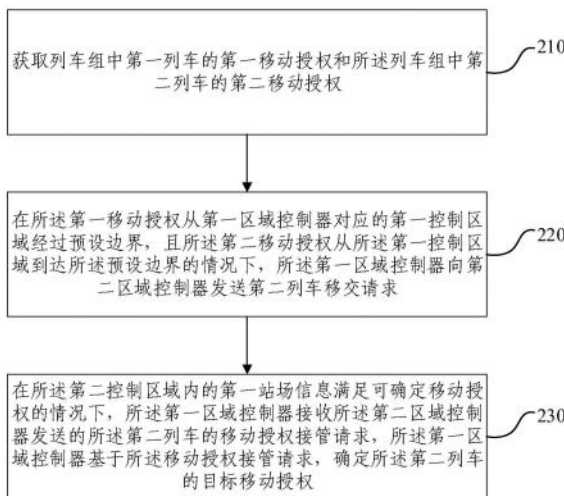 获取列车组中第一列车的第一移动授权和所述列车组中第
二列车的第二移动授权
210
在所述第一移动授权从第一区域控制器对应的第一控制区
域经过预设边界，且所述第二移动授权从所述第一控制区
域到达所述预设边界的情况下，所述第一区域控制器向第
二区域控制器发送第二列车移交请求
220
在所述第二控制区域内的第一站场信息满足可确定移动授
权的情况下，所述第一区域控制器接收所述第二区域控制
器发送的所述第二列车的移动授权接管请求，所述第一区
域控制器基于所述移动授权接管请求，确定所述第二列车
的目标移动授权
230